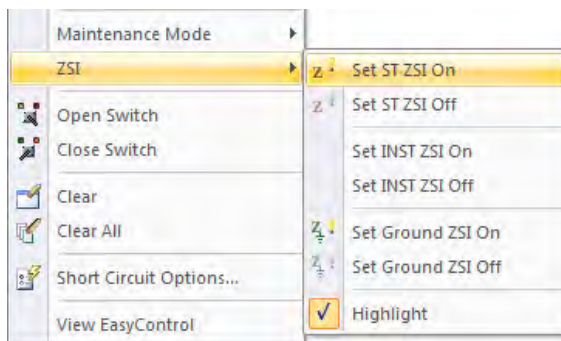 Maintenance Mode
ZSI
Open Switch
Close Switch
Clear
Clear All
Short Circuit Options...
View EasyControl
Set ST ZSI On
Set ST ZSI Off
Set INST ZSI On
Set INST ZSI Off
Set Ground ZSI On
Set Ground ZSI Off
Highlight